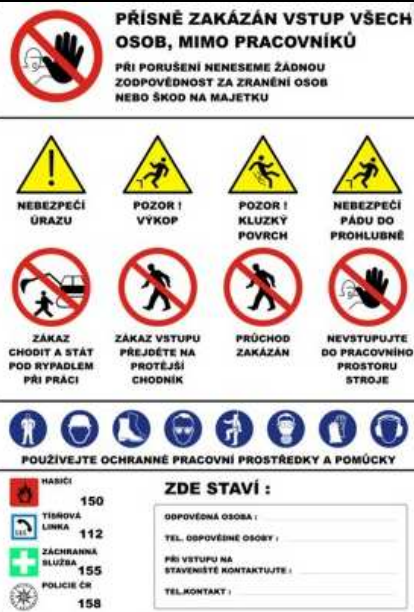 PŘÍSNĚ ZAKÁZÁN VSTUP VŠECH
OSOB, MIMO PRACOVNÍKŮ
PŘI PORUŠENÍ NENESEME ŽÁDNOU
ZODPOVĚDNOST ZA ZRANĚNÍ OSOB
NEBO ŠKOD NA MAJETKU
NEBEZPEČÍ
ÚRAZU
POZOR !
VÝKOP
POZOR !
KLUZKÝ
POVRCH
NEBEZPEČÍ
PÁDU DO
PROHLUBNĚ
ZÁKAZ
CHODIT A STÁT
POD RYPADLEM
PŘI PRÁCI
ZÁKAZ VSTUPU
PŘEJDĚTE NA
PROTĚJŠÍ
CHODNÍK
PRŮCHOD
ZAKÁZÁN
NEVSTUPUJTE
DO PRACOVNÍHO
PROSTORU
STROJE
POUŽÍVEJTE OCHRANNÉ PRACOVNÍ PROSTŘEDKY A POMŮCKY
HASIČI
150
TÍSŇOVÁ
LINKA 112
ZÁCHRANNÁ
SLUŽBA 155
POLICIE ČR
158
ZDE STAVÍ :
ODPOVĚDNÁ OSOBA :
TEL. ODPOVĚDNÉ OSOBY :
PŘI VSTUPU NA
STAVENIŠTĚ KONTAKTUJTE :
TEL.KONTAKT :